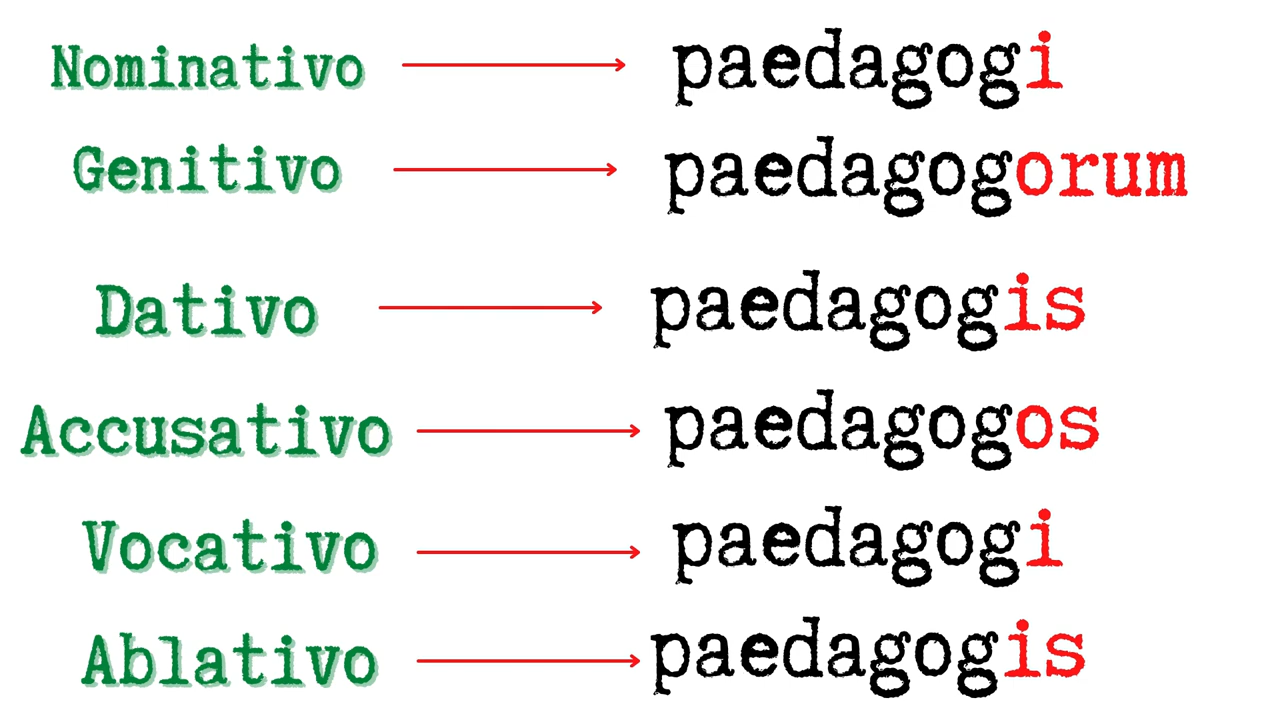 Nominativo paedagogi
Genitivo paedagogorum
Dativo paedagogis
Accusativo paedagogos
Vocativo paedagogi
Ablativo paedagogis